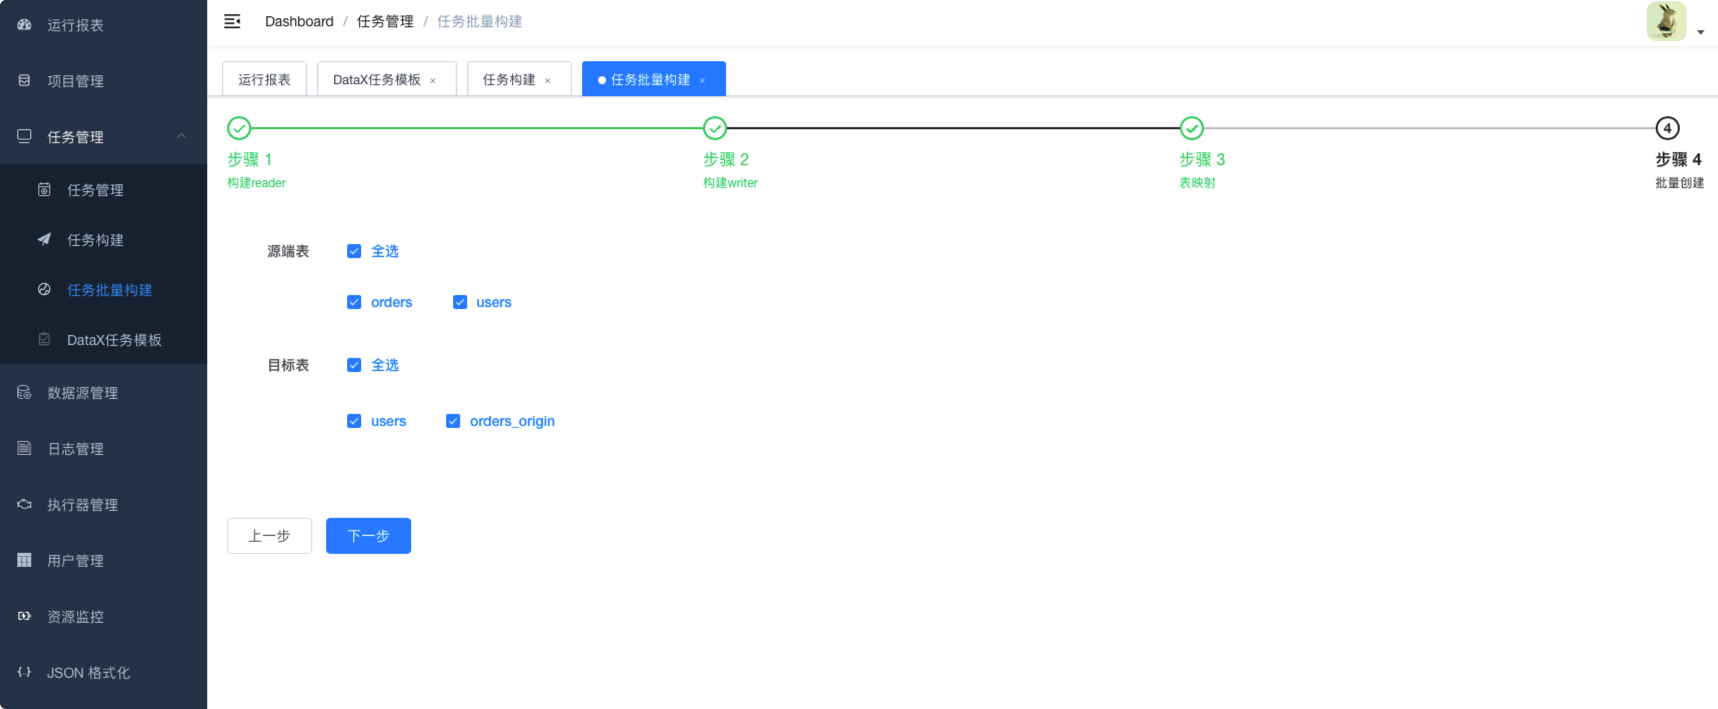 运行报表
项目管理
任务管理
任务管理
任务构建
任务批量构建
DataX任务模板
数据源管理
日志管理
执行器管理
用户管理
资源监控
JSON 格式化
Dashboard / 任务管理 / 任务批量构建
运行报表 DataX任务模板 × 任务构建 × 任务批量构建 ×
4
步骤 1 步骤 2 步骤 3 步骤 4
构建reader 构建writer 表映射 批量创建
源端表 全选
orders users
目标表 全选
users orders_origin
上一步 下一步